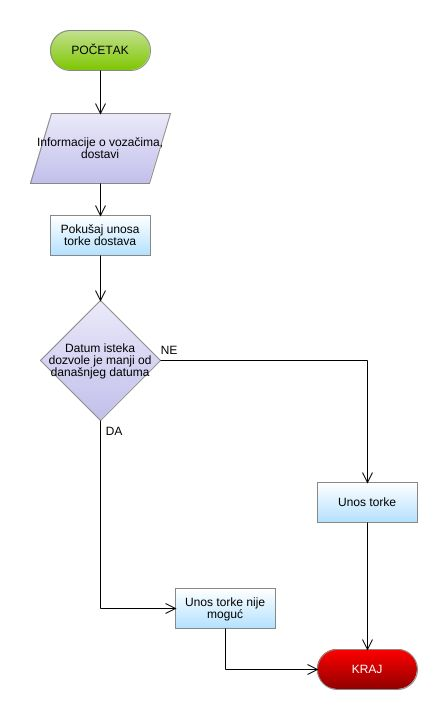 POČETAK
Informacije o vozačima,
dostavi
Pokušaj unosa
torke dostava
Datum isteka
dozvole je manji od
današnjeg datuma
NE
DA
Unos torke
Unos torke nije
moguć
KRAJ